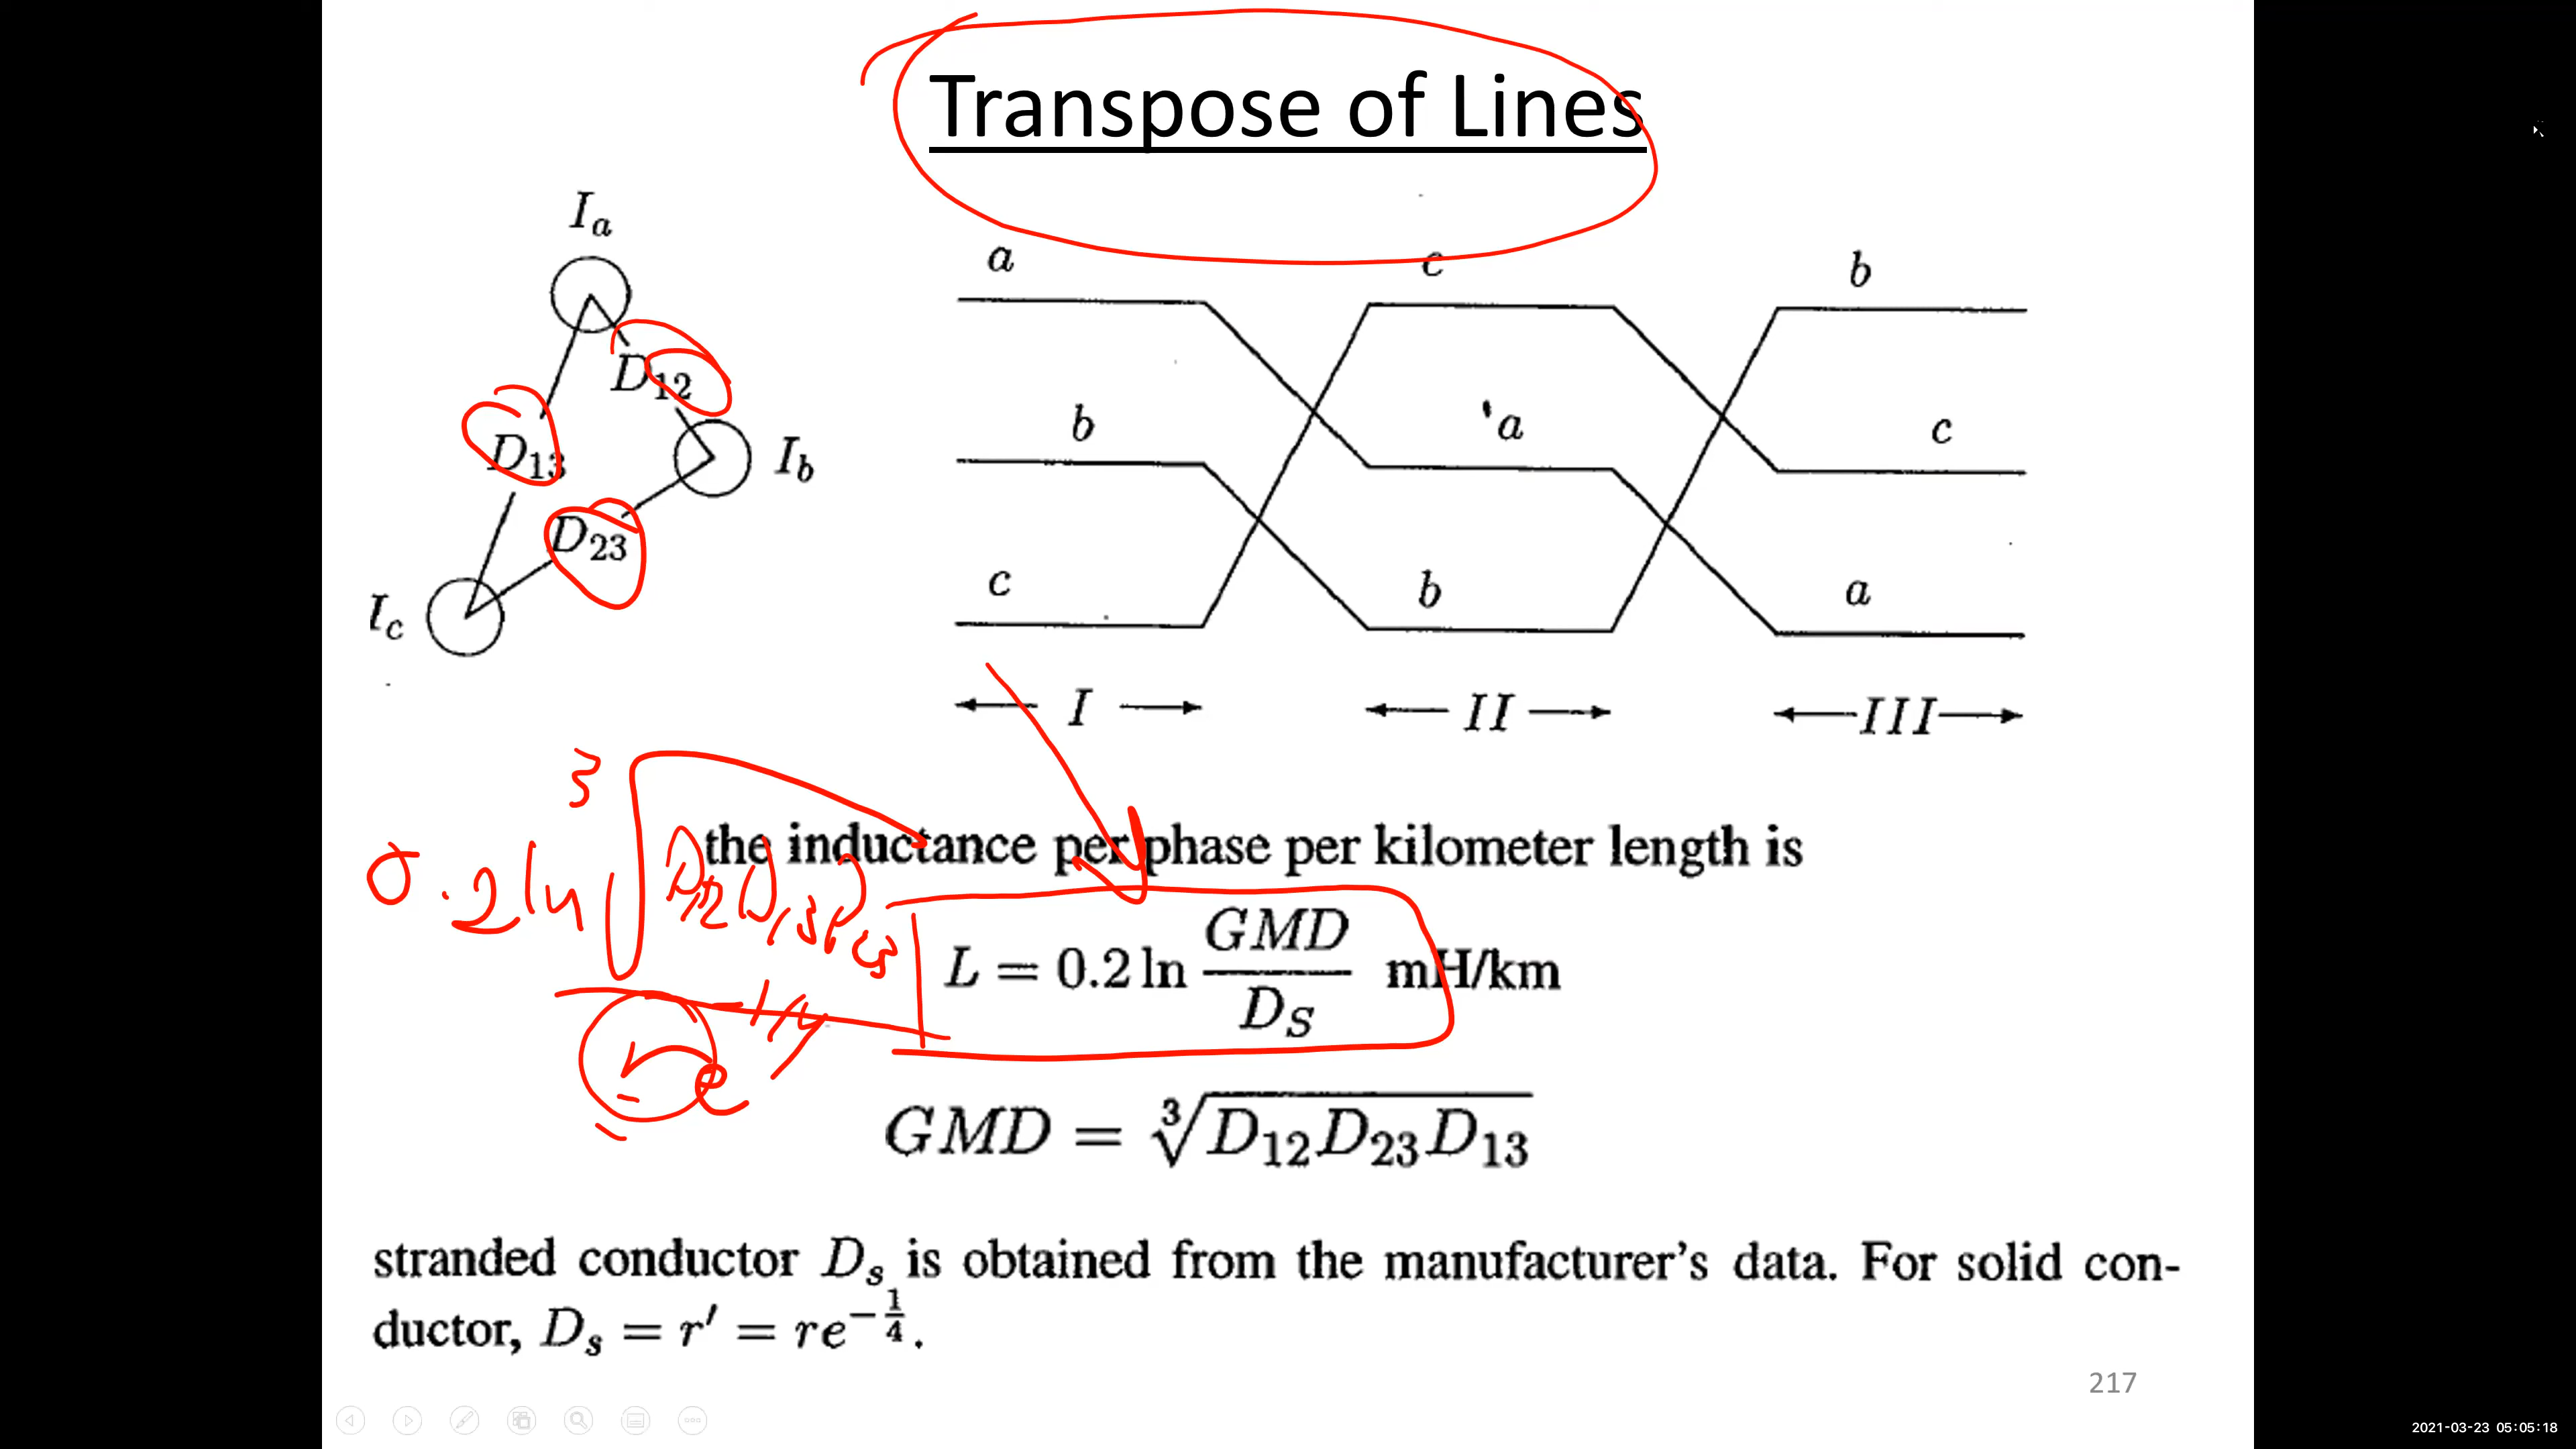 Transpose of Lines
I_a
D_12
D_13
I_b
D_23
I_c
a c b
b 'a c
c b a
I II III
3
the inductance per phase per kilometer length is
0.2 ln D_12 D_13
L = 0.2 ln GMD/D_S mH/km
r e -1/4
GMD = ∛D_12D_23D_13
stranded conductor D_s is obtained from the manufacturer's data. For solid con-
ductor, D_s = r′ = re^{-1/4}.
217
2021-03-23 05:05:18